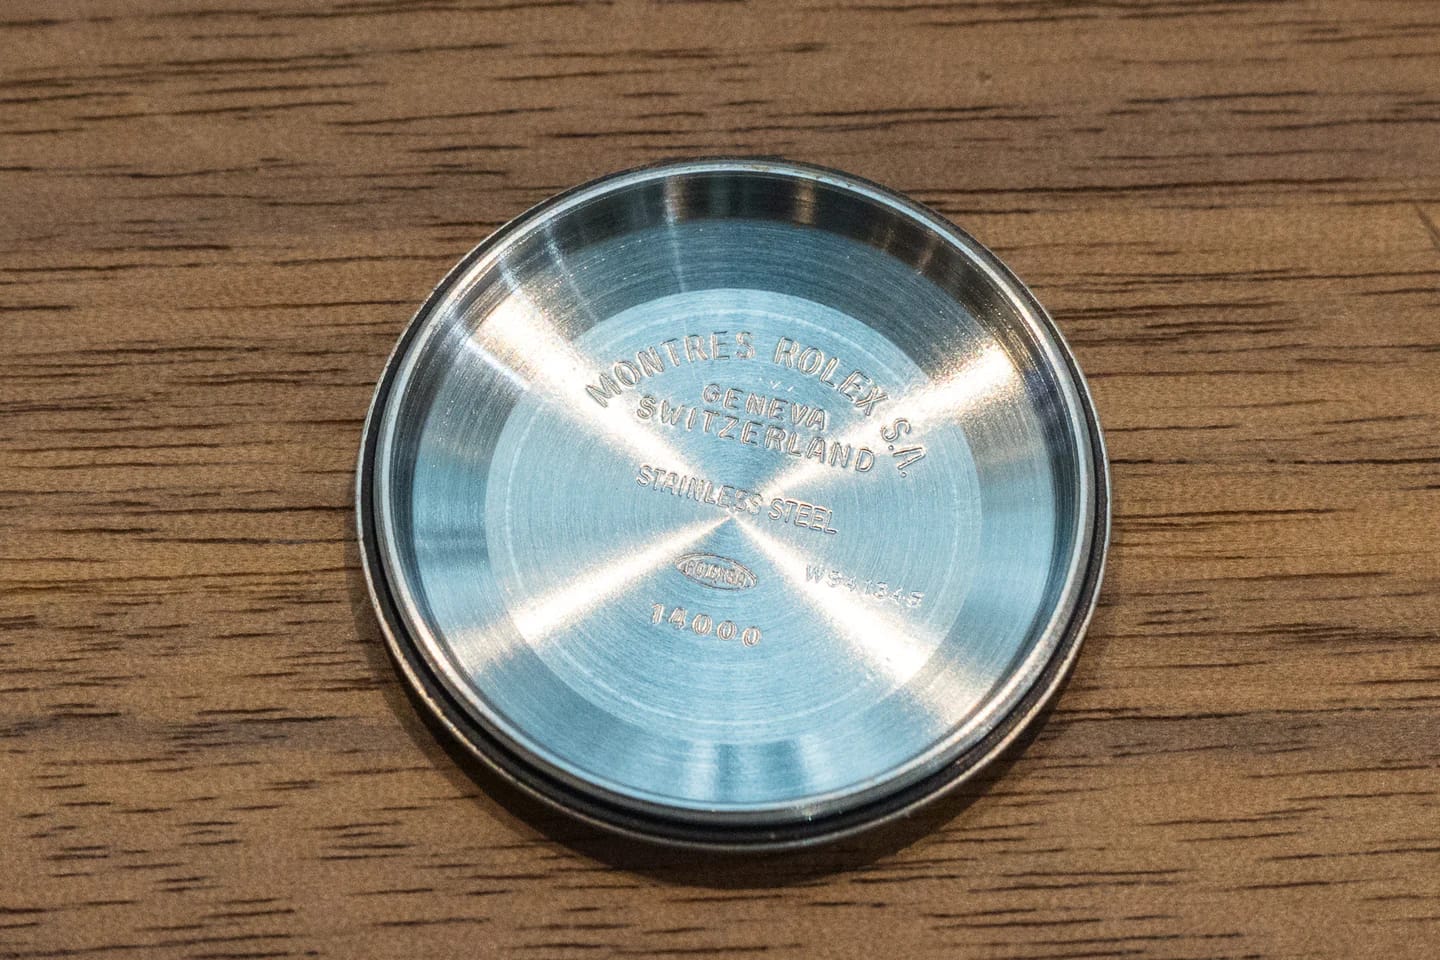 MONTRES ROLEX S.A.
GENEVA
SWITZERLAND
STAINLESS STEEL
14000